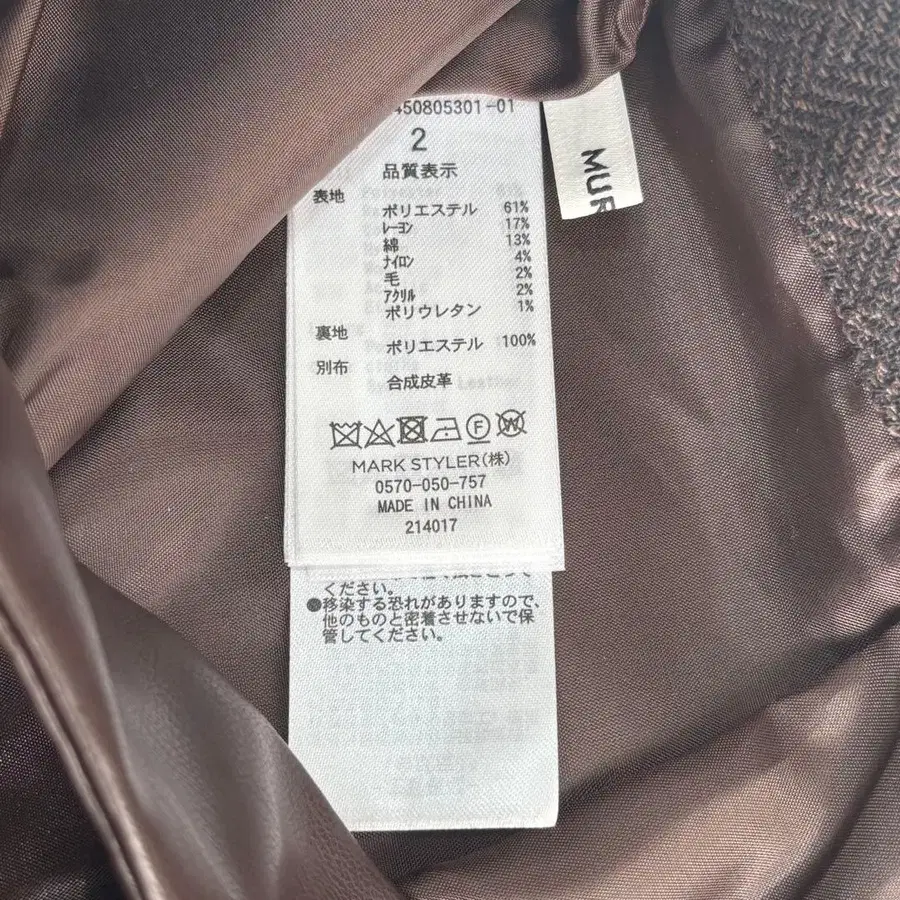 450805301-01
2
品質表示
表地
ポリエステル 61%
レーヨン 17%
綿 13%
ナイロン 4%
毛 2%
アクリル 2%
ポリウレタン 1%
裏地
ポリエステル 100%
別布
合成皮革
F
W
MARK STYLER(株)
0570-050-757
MADE IN CHINA
214017
ください。
●移染する恐れがありますので、
他のものと密着させないで保
管してください。
MUR